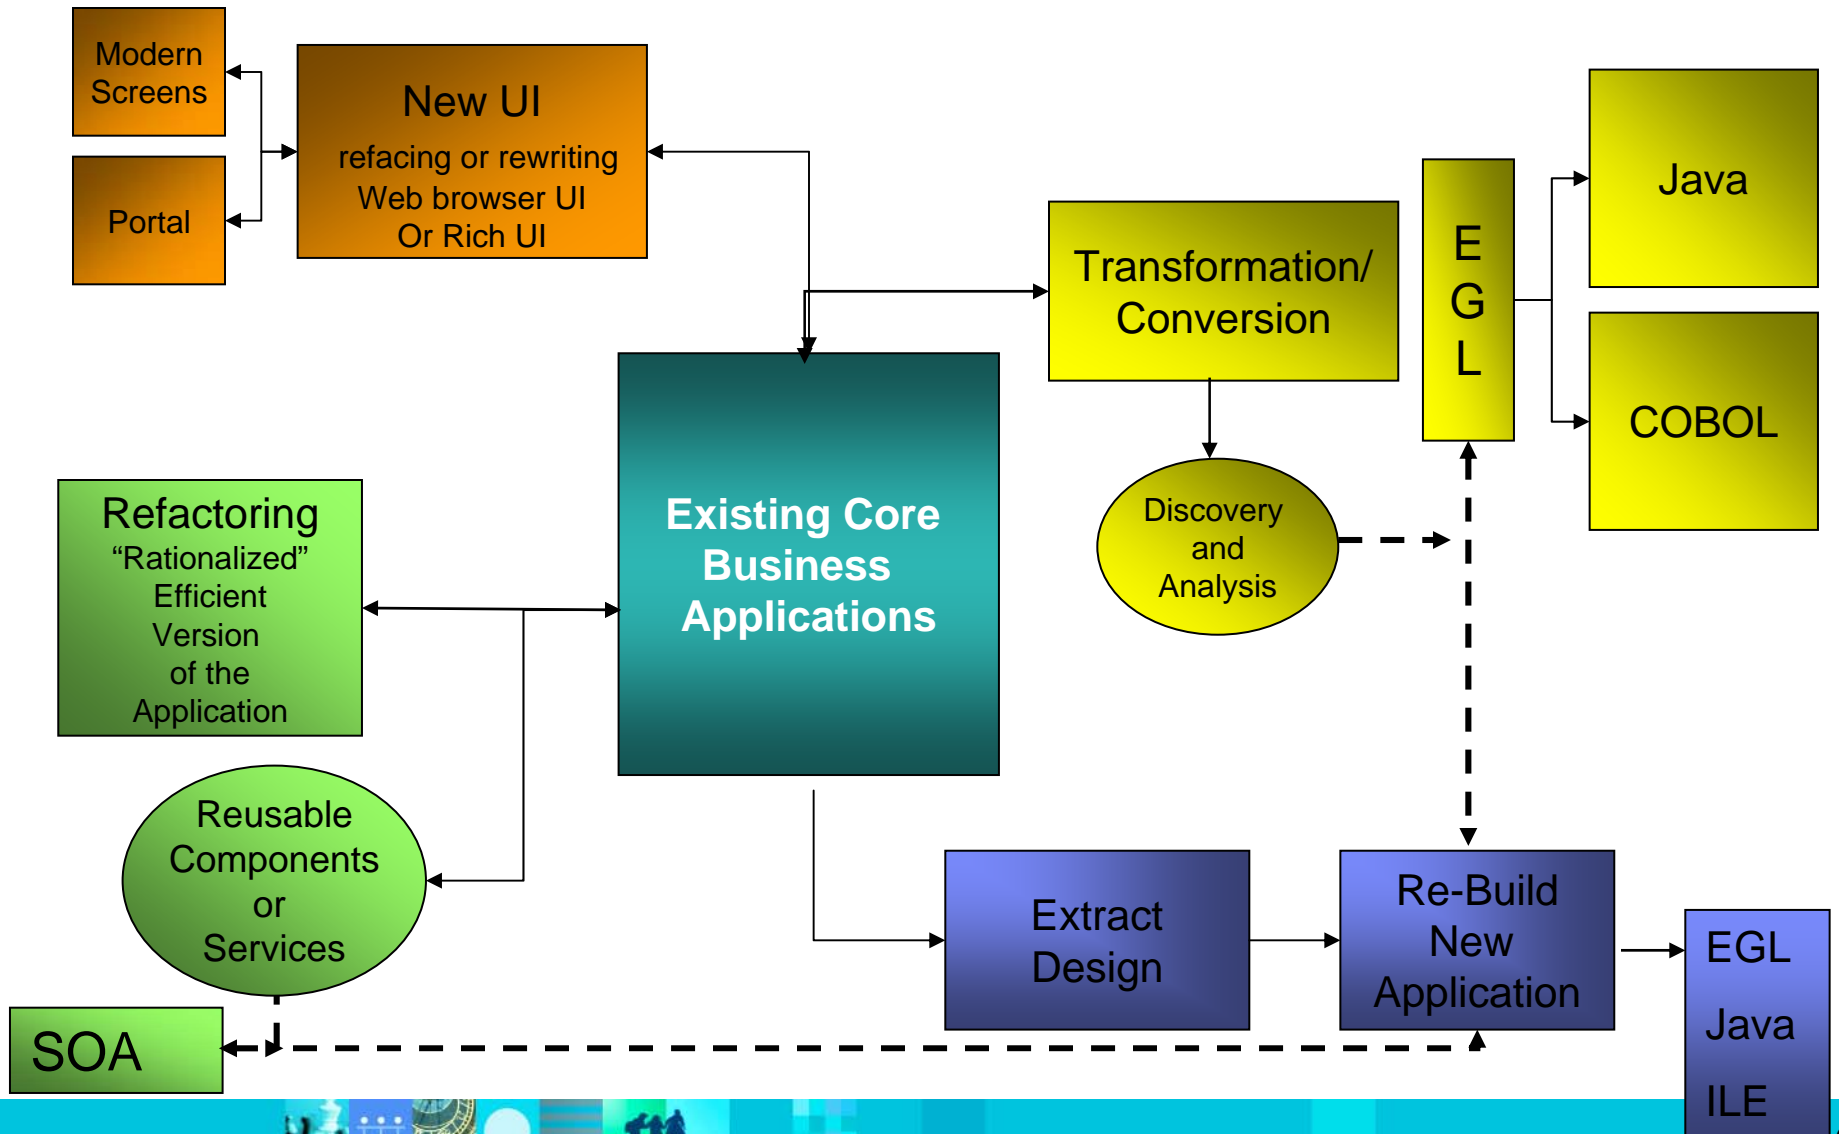 Modern
Screens
Portal
New UI
refacing or rewriting
Web browser UI
Or Rich UI
Transformation/
Conversion
E
G
L
Java
COBOL
Discovery
and
Analysis
Existing Core
Business
Applications
Refactoring
“Rationalized”
Efficient
Version
of the
Application
Reusable
Components
or
Services
SOA
Extract
Design
Re-Build
New
Application
EGL
Java
ILE